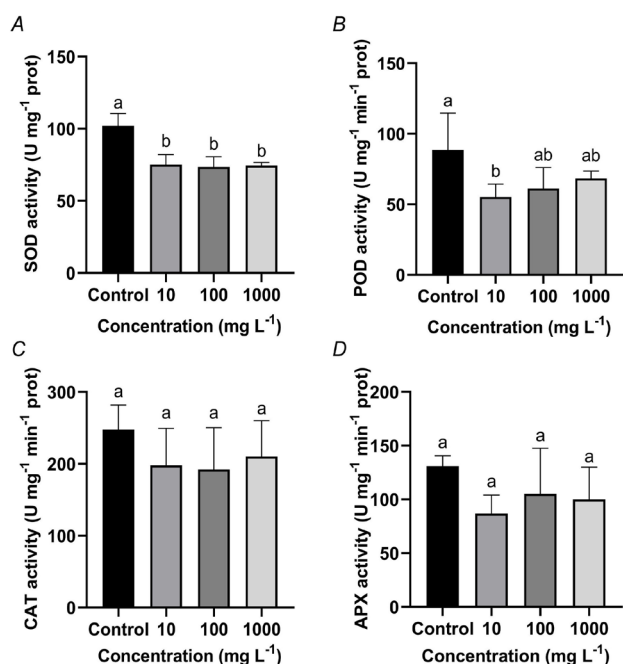 A
SOD activity (U mg⁻¹ prot)
150
100
50
0
a
b
b
b
Control 10 100 1000
Concentration (mg L⁻¹)
B
POD activity (U mg⁻¹ min⁻¹ prot)
150
100
50
0
a
b
ab
ab
Control 10 100 1000
Concentration (mg L⁻¹)
C
CAT activity (U mg⁻¹ min⁻¹ prot)
300
200
100
0
a
a
a
a
Control 10 100 1000
Concentration (mg L⁻¹)
D
APX activity (U mg⁻¹ min⁻¹ prot)
200
150
100
50
0
a
a
a
a
Control 10 100 1000
Concentration (mg L⁻¹)